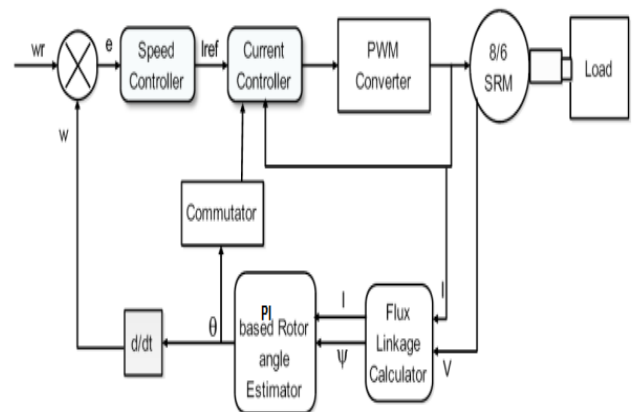 wr
e
Speed
Controller
Iref
Current
Controller
PWM
Converter
8/6
SRM
Load
w
Commutator
I
θ
PI
based Rotor
angle
Estimator
I
ψ
Flux
Linkage
Calculator
V
d/dt